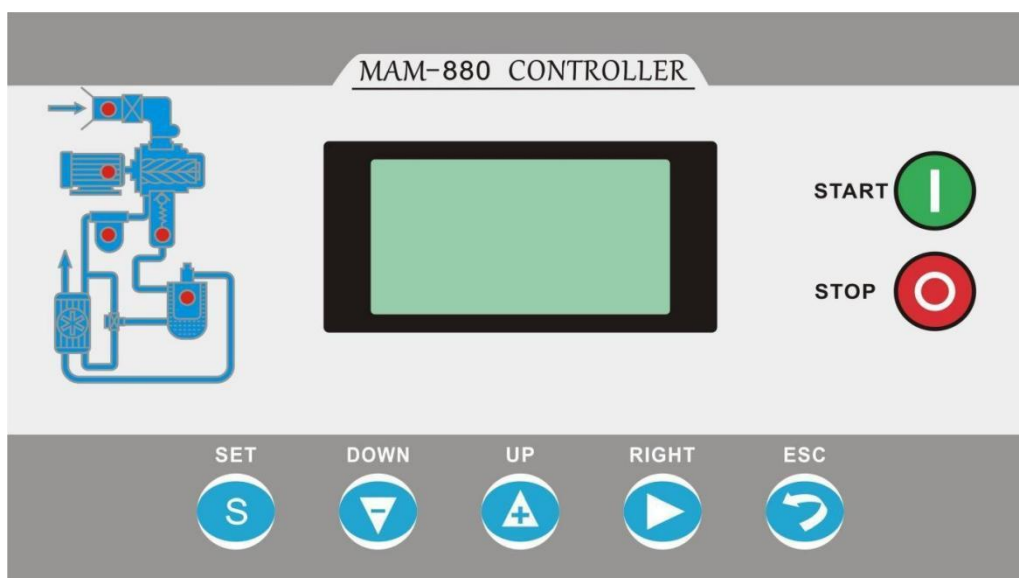 MAM-880 CONTROLLER
START
STOP
SET DOWN UP RIGHT ESC
S - +